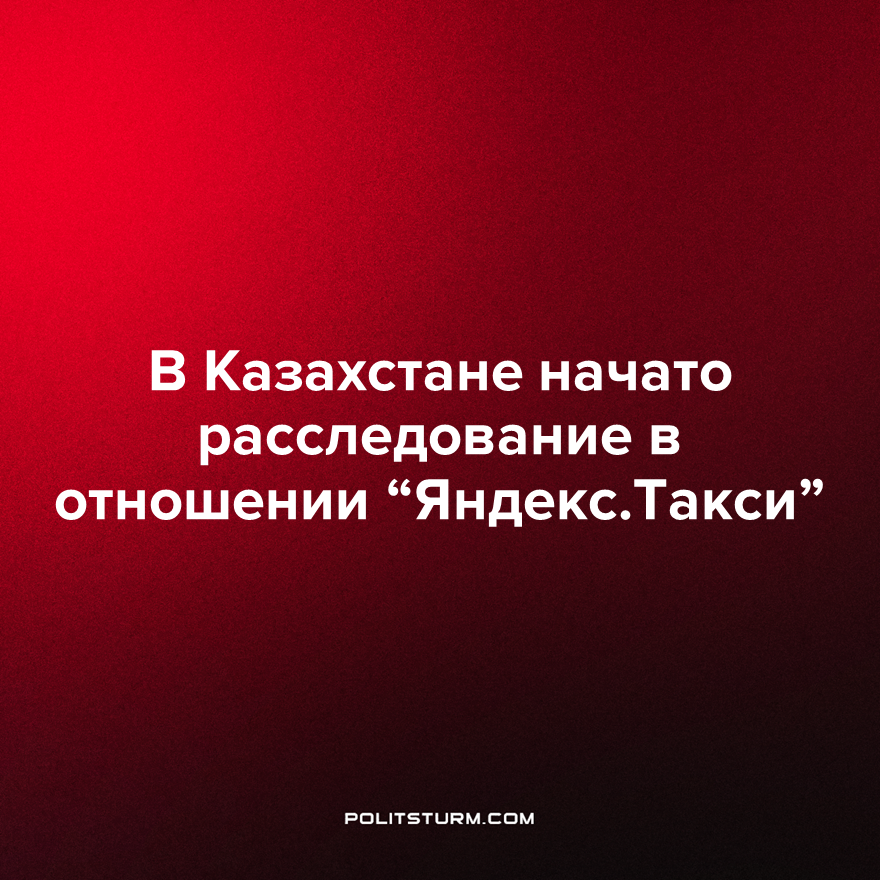 В Казахстане начато
расследование в
отношении “Яндекс.Такси”
POLITSTURM.COM